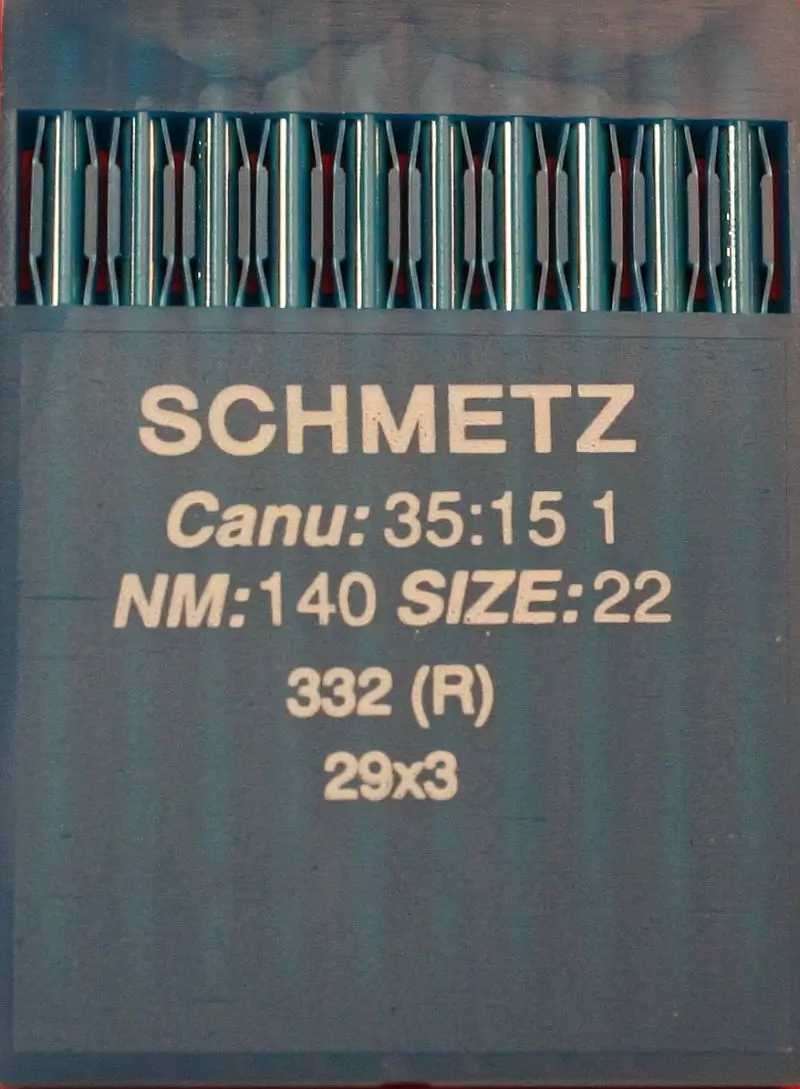 SCHMETZ
Canu: 35:15 1
NM:140 SIZE:22
332 (R)
29x3